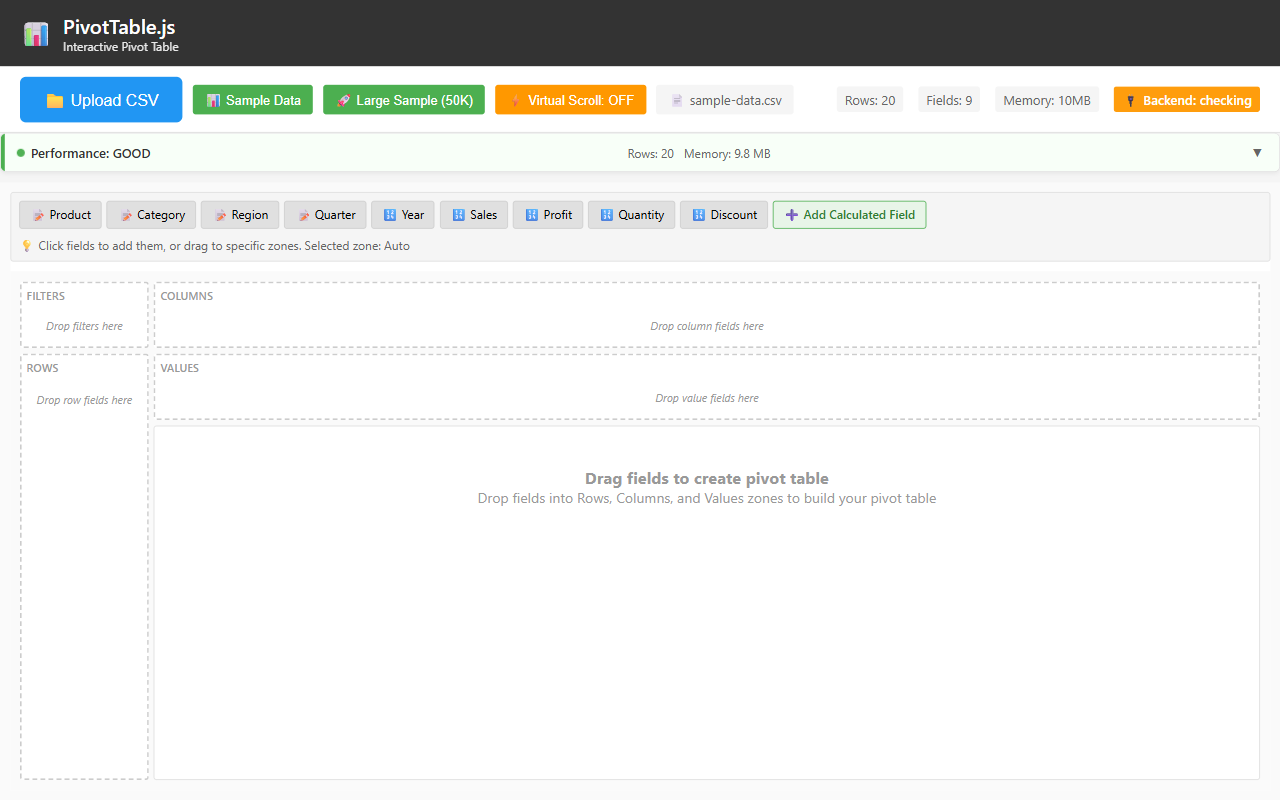 PivotTable.js
Interactive Pivot Table
Upload CSV
Sample Data
Large Sample (50K)
Virtual Scroll: OFF
sample-data.csv
Rows: 20
Fields: 9
Memory: 10MB
Backend: checking
Performance: GOOD
Rows: 20 Memory: 9.8 MB
Product
Category
Region
Quarter
Year
Sales
Profit
Quantity
Discount
Add Calculated Field
Click fields to add them, or drag to specific zones. Selected zone: Auto
FILTERS
Drop filters here
COLUMNS
Drop column fields here
ROWS
Drop row fields here
VALUES
Drop value fields here
Drag fields to create pivot table
Drop fields into Rows, Columns, and Values zones to build your pivot table